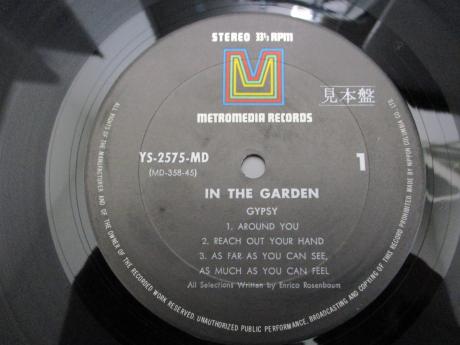 STEREO 33⅓ RPM
METROMEDIA RECORDS
見本盤
YS-2575-MD
(MD-358-45)
1
IN THE GARDEN
GYPSY
1. AROUND YOU
2. REACH OUT YOUR HAND
3. AS FAR AS YOU CAN SEE,
AS MUCH AS YOU CAN FEEL
All Selections Written by Enrico Rosenbaum
ALL RIGHTS OF THE MANUFACTURER AND OF THE OWNER OF THE RECORDED WORK RESERVED. UNAUTHORIZED PUBLIC PERFORMANCE, BROADCASTING AND COPYING OF THIS RECORD PROHIBITED. MADE BY NIPPON COLUMBIA CO. LTD.